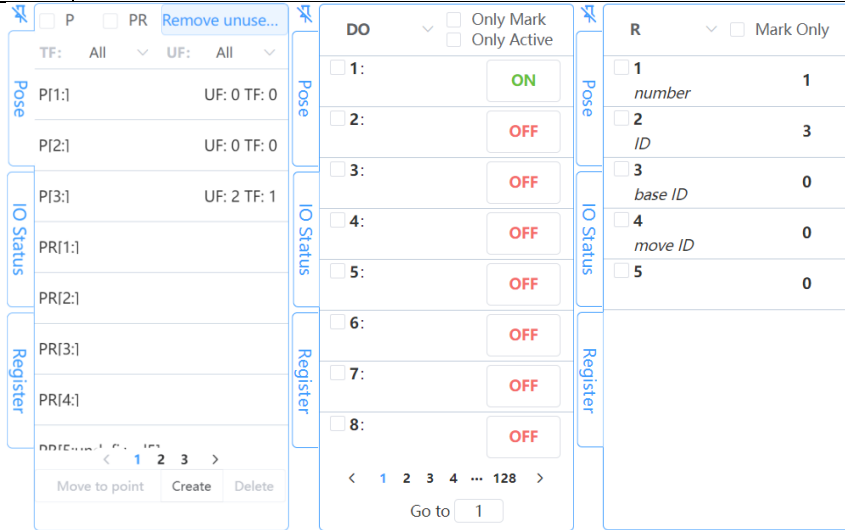 P PR Remove unuse...
TF: All UF: All
Pose
IO Status
Register
P[1:] UF: 0 TF: 0
P[2:] UF: 0 TF: 0
P[3:] UF: 2 TF: 1
PR[1:]
PR[2:]
PR[3:]
PR[4:]
1 2 3
Move to point Create Delete
Pose
IO Status
Register
DO
Only Mark
Only Active
1: ON
2: OFF
3: OFF
4: OFF
5: OFF
6: OFF
7: OFF
8: OFF
1 2 3 4 ... 128
Go to 1
Pose
IO Status
Register
R Mark Only
1
number 1
2
ID 3
3
base ID 0
4
move ID 0
5
0